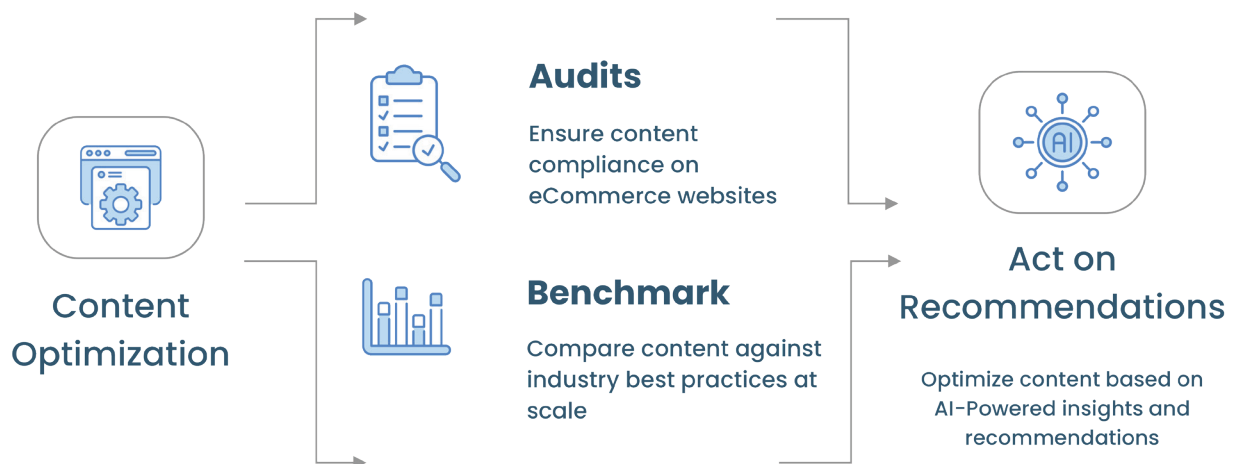 Content
Optimization
Audits
Ensure content
compliance on
eCommerce websites
Benchmark
Compare content against
industry best practices at
scale
AI
Act on
Recommendations
Optimize content based on
AI-Powered insights and
recommendations